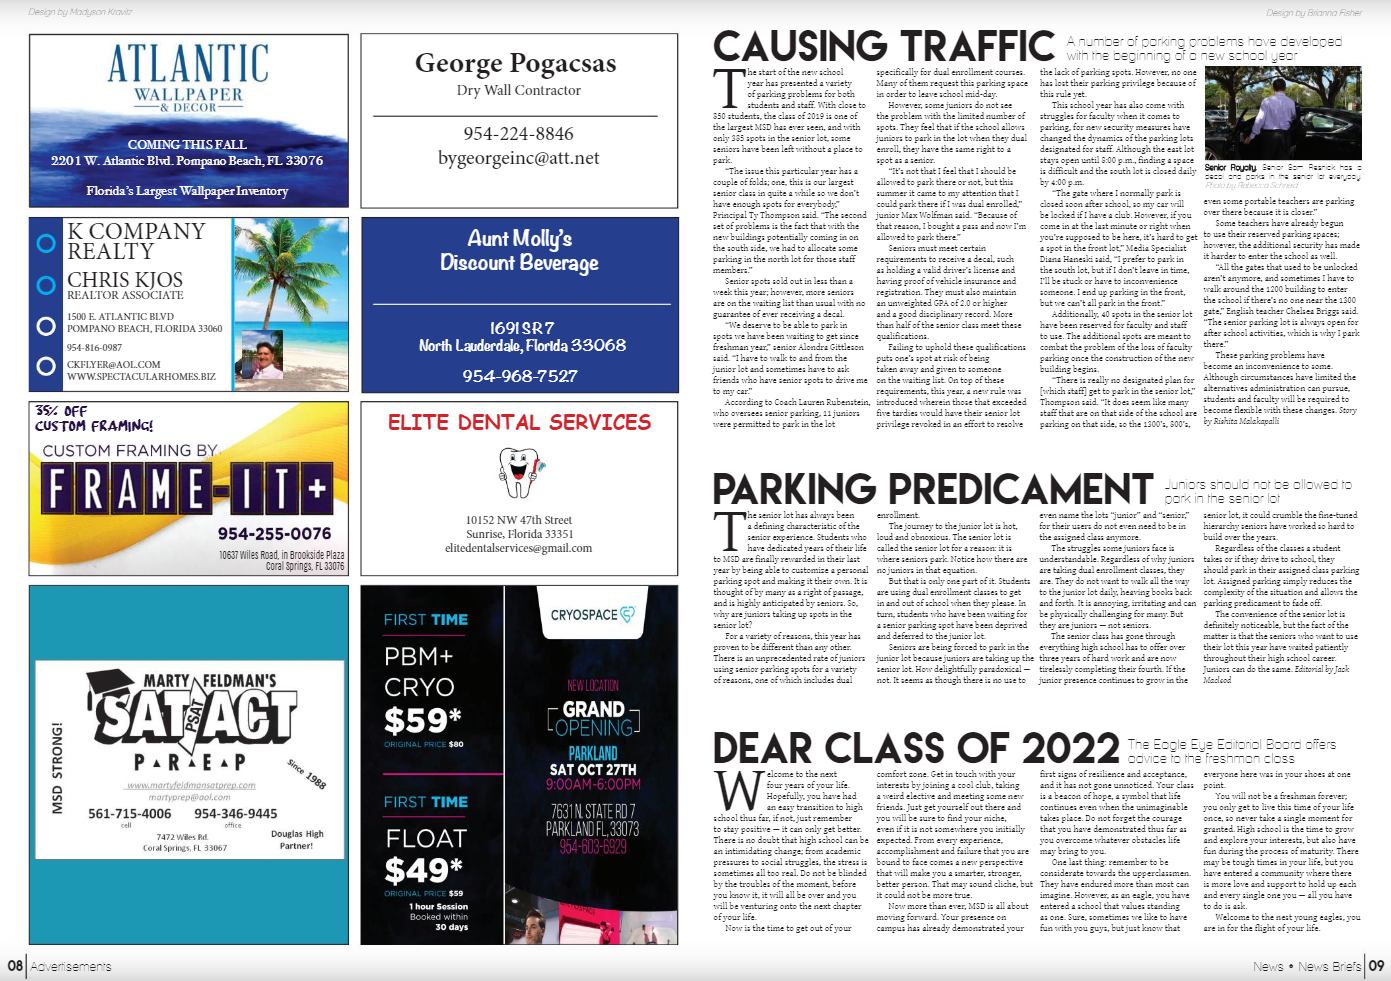 Design by Madyson Kravitz
ATLANTIC
WALLPAPER
& DECOR
COMING THIS FALL
2201 W. Atlantic Blvd. Pompano Beach, FL 33076
Florida's Largest Wallpaper Inventory
George Pogacsas
Dry Wall Contractor
954-224-8846
bygeorgeinc@att.net
K COMPANY
REALTY
CHRIS KJOS
REALTOR ASSOCIATE
1500 E. ATLANTIC BLVD
POMPANO BEACH, FLORIDA 33060
954-816-0987
CKFLYER@AOL.COM
WWW.SPECTACULARHOMES.BIZ
Aunt Molly's
Discount Beverage
1691 SR 7
North Lauderdale, Florida 33068
954-968-7527
35% OFF
CUSTOM FRAMING!
CUSTOM FRAMING BY
FRAME-IT+
954-255-0076
10637 Wiles Road, in Brookside Plaza
Coral Springs, FL 33076
ELITE DENTAL SERVICES
10152 NW 47th Street
Sunrise, Florida 33351
elitedentalservices@gmail.com
MSD STRONG!
MARTY FELDMAN'S
SAT PSAT ACT
P.R.E.P
Since 1988
www.martyfeldmansatprep.com
martyprep@aol.com
561-715-4006 954-346-9445
cell office
7472 Wiles Rd.
Coral Springs, FL 33067
Douglas High
Partner!
FIRST TIME
PBM+
CRYO
$59*
ORIGINAL PRICE $80
FIRST TIME
FLOAT
$49*
ORIGINAL PRICE $59
1 hour Session
Booked within
30 days
CRYOSPACE
NEW LOCATION
GRAND
OPENING
PARKLAND
SAT OCT 27TH
9:00AM-6:00PM
7631 N. STATE RD 7
PARKLAND FL, 33073
954-603-6929
08 Advertisements
Design by Brianna Fisher
CAUSING TRAFFIC
A number of parking problems have developed
with the beginning of a new school year
The start of the new school
year has presented a variety
of parking problems for both
students and staff. With close to
850 students, the class of 2019 is one of
the largest MSD has ever seen, and with
only 385 spots in the senior lot, some
seniors have been left without a place to
park.
"The issue this particular year has a
couple of folds; one, this is our largest
senior class in quite a while so we don't
have enough spots for everybody,"
Principal Ty Thompson said. "The second
set of problems is the fact that with the
new buildings potentially coming in on
the south side, we had to allocate some
parking in the north lot for those staff
members."
Senior spots sold out in less than a
week this year; however, more seniors
are on the waiting list than usual with no
guarantee of ever receiving a decal.
"We deserve to be able to park in
spots we have been waiting to get since
freshman year," senior Alondra Gittleson
said. "I have to walk to and from the
junior lot and sometimes have to ask
friends who have senior spots to drive me
to my car."
According to Coach Lauren Rubenstein,
who oversees senior parking, 11 juniors
were permitted to park in the lot
specifically for dual enrollment courses.
Many of them request this parking space
in order to leave school mid-day.
However, some juniors do not see
the problem with the limited number of
spots. They feel that if the school allows
juniors to park in the lot when they dual
enroll, they have the same right to a
spot as a senior.
"It's not that I feel that I should be
allowed to park there or not, but this
summer it came to my attention that I
could park there if I was dual enrolled,"
junior Max Wolfman said. "Because of
that reason, I bought a pass and now I'm
allowed to park there."
Seniors must meet certain
requirements to receive a decal, such
as holding a valid driver's license and
having proof of vehicle insurance and
registration. They must also maintain
an unweighted GPA of 2.0 or higher
and a good disciplinary record. More
than half of the senior class meet these
qualifications.
Failing to uphold these qualifications
puts one's spot at risk of being
taken away and given to someone
on the waiting list. On top of these
requirements, this year, a new rule was
introduced wherein those that exceeded
five tardies would have their senior lot
privilege revoked in an effort to resolve
the lack of parking spots. However, no one
has lost their parking privilege because of
this rule yet.
This school year has also come with
struggles for faculty when it comes to
parking, for new security measures have
changed the dynamics of the parking lots
designated for staff. Although the east lot
stays open until 8:00 p.m., finding a space
is difficult and the south lot is closed daily
by 4:00 p.m.
"The gate where I normally park is
closed soon after school, so my car will
be locked if I have a club. However, if you
come in at the last minute or right when
you're supposed to be here, it's hard to get
a spot in the front lot," Media Specialist
Diana Haneski said, "I prefer to park in
the south lot, but if I don't leave in time,
I'll be stuck or have to inconvenience
someone. I end up parking in the front,
but we can't all park in the front."
Additionally, 40 spots in the senior lot
have been reserved for faculty and staff
to use. The additional spots are meant to
combat the problem of the loss of faculty
parking once the construction of the new
building begins.
"There is really no designated plan for
[which staff] get to park in the senior lot,"
Thompson said. "It does seem like many
staff that are on that side of the school are
parking on that side, so the 1300's, 800's,
Senior Royalty. Senior Sam Resnick has a
decal and parks in the senior lot everyday.
Photo by Rebecca Schneid
even some portable teachers are parking
over there because it is closer."
Some teachers have already begun
to use their reserved parking spaces;
however, the additional security has made
it harder to enter the school as well.
"All the gates that used to be unlocked
aren't anymore, and sometimes I have to
walk around the 1200 building to enter
the school if there's no one near the 1300
gate," English teacher Chelsea Briggs said.
"The senior parking lot is always open for
after school activities, which is why I park
there."
These parking problems have
become an inconvenience to some.
Although circumstances have limited the
alternatives administration can pursue,
students and faculty will be required to
become flexible with these changes. Story
by Rishita Malakapalli
PARKING PREDICAMENT
Juniors should not be allowed to
park in the senior lot
The senior lot has always been
a defining characteristic of the
senior experience. Students who
have dedicated years of their life
to MSD are finally rewarded in their last
year by being able to customize a personal
parking spot and making it their own. It is
thought of by many as a right of passage,
and is highly anticipated by seniors. So,
why are juniors taking up spots in the
senior lot?
For a variety of reasons, this year has
proven to be different than any other.
There is an unprecedented rate of juniors
using senior parking spots for a variety
of reasons, one of which includes dual
enrollment.
The journey to the junior lot is hot,
loud and obnoxious. The senior lot is
called the senior lot for a reason: it is
where seniors park. Notice how there are
no juniors in that equation.
But that is only one part of it. Students
are using dual enrollment classes to get
in and out of school when they please. In
turn, students who have been waiting for
a senior parking spot have been deprived
and deferred to the junior lot.
Seniors are being forced to park in the
junior lot because juniors are taking up the
senior lot. How delightfully paradoxical —
not. It seems as though there is no use to
even name the lots "junior" and "senior,"
for their users do not even need to be in
the assigned class anymore.
The struggles some juniors face is
understandable. Regardless of why juniors
are taking dual enrollment classes, they
are. They do not want to walk all the way
to the junior lot daily, heaving books back
and forth. It is annoying, irritating and can
be physically challenging for many. But
they are juniors — not seniors.
The senior class has gone through
everything high school has to offer over
three years of hard work and are now
tirelessly completing their fourth. If the
junior presence continues to grow in the
senior lot, it could crumble the fine-tuned
hierarchy seniors have worked so hard to
build over the years.
Regardless of the classes a student
takes or if they drive to school, they
should park in their assigned class parking
lot. Assigned parking simply reduces the
complexity of the situation and allows the
parking predicament to fade off.
The convenience of the senior lot is
definitely noticeable, but the fact of the
matter is that the seniors who want to use
their lot this year have waited patiently
throughout their high school career.
Juniors can do the same. Editorial by Jack
Macleod
DEAR CLASS OF 2022
The Eagle Eye Editorial Board offers
advice to the freshman class
Welcome to the next
four years of your life.
Hopefully, you have had
an easy transition to high
school thus far, if not, just remember
to stay positive — it can only get better.
There is no doubt that high school can be
an intimidating change; from academic
pressures to social struggles, the stress is
sometimes all too real. Do not be blinded
by the troubles of the moment, before
you know it, it will all be over and you
will be venturing onto the next chapter
of your life.
Now is the time to get out of your
comfort zone. Get in touch with your
interests by joining a cool club, taking
a weird elective and meeting some new
friends. Just get yourself out there and
you will be sure to find your niche,
even if it is not somewhere you initially
expected. From every experience,
accomplishment and failure that you are
bound to face comes a new perspective
that will make you a smarter, stronger,
better person. That may sound cliche, but
it could not be more true.
Now more than ever, MSD is all about
moving forward. Your presence on
campus has already demonstrated your
first signs of resilience and acceptance,
and it has not gone unnoticed. Your class
is a beacon of hope, a symbol that life
continues even when the unimaginable
takes place. Do not forget the courage
that you have demonstrated thus far as
you overcome whatever obstacles life
may bring to you.
One last thing: remember to be
considerate towards the upperclassmen.
They have endured more than most can
imagine. However, as an eagle, you have
entered a school that values standing
as one. Sure, sometimes we like to have
fun with you guys, but just know that
everyone here was in your shoes at one
point.
You will not be a freshman forever;
you only get to live this time of your life
once, so never take a single moment for
granted. High school is the time to grow
and explore your interests, but also have
fun during the process of maturity. There
may be tough times in your life, but you
have entered a community where there
is more love and support to hold up each
and every single one you — all you have
to do is ask.
Welcome to the nest young eagles, you
are in for the flight of your life.
News • News Briefs 09